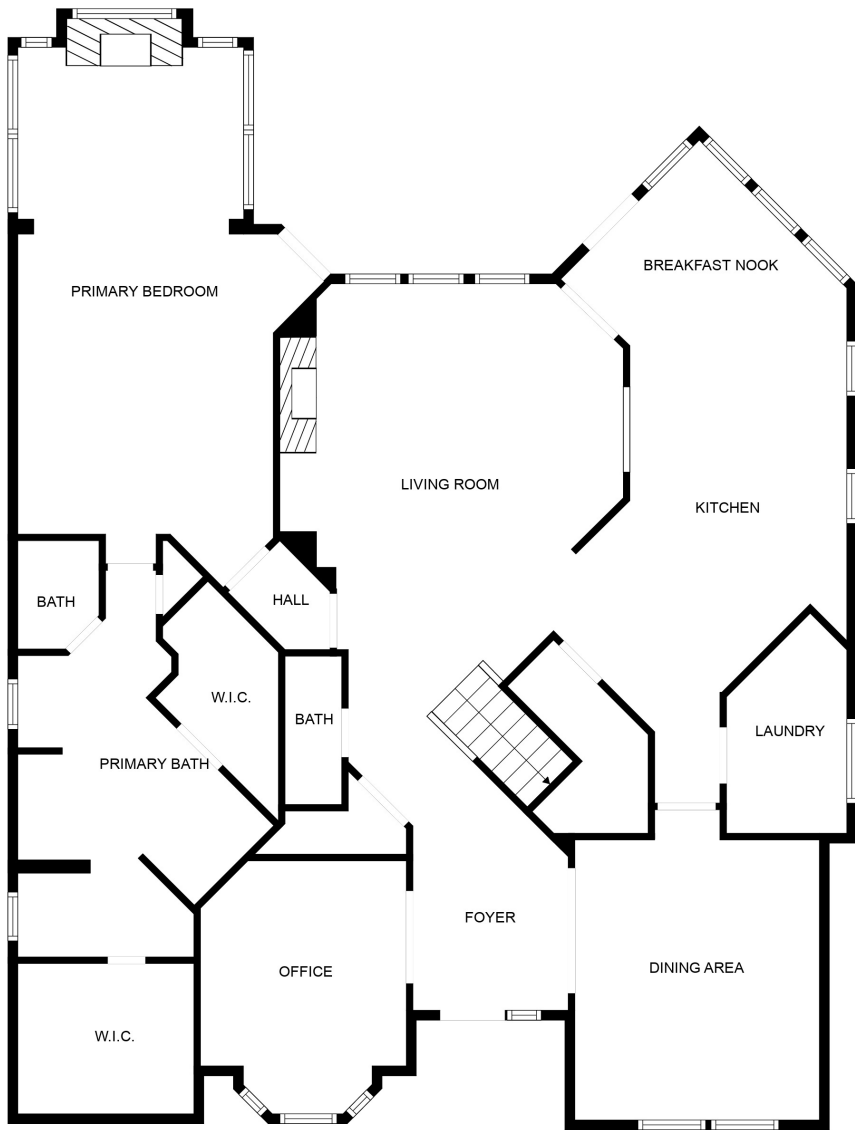 BREAKFAST NOOK
PRIMARY BEDROOM
LIVING ROOM
KITCHEN
BATH
HALL
W.I.C.
BATH
LAUNDRY
PRIMARY BATH
FOYER
OFFICE
DINING AREA
W.I.C.